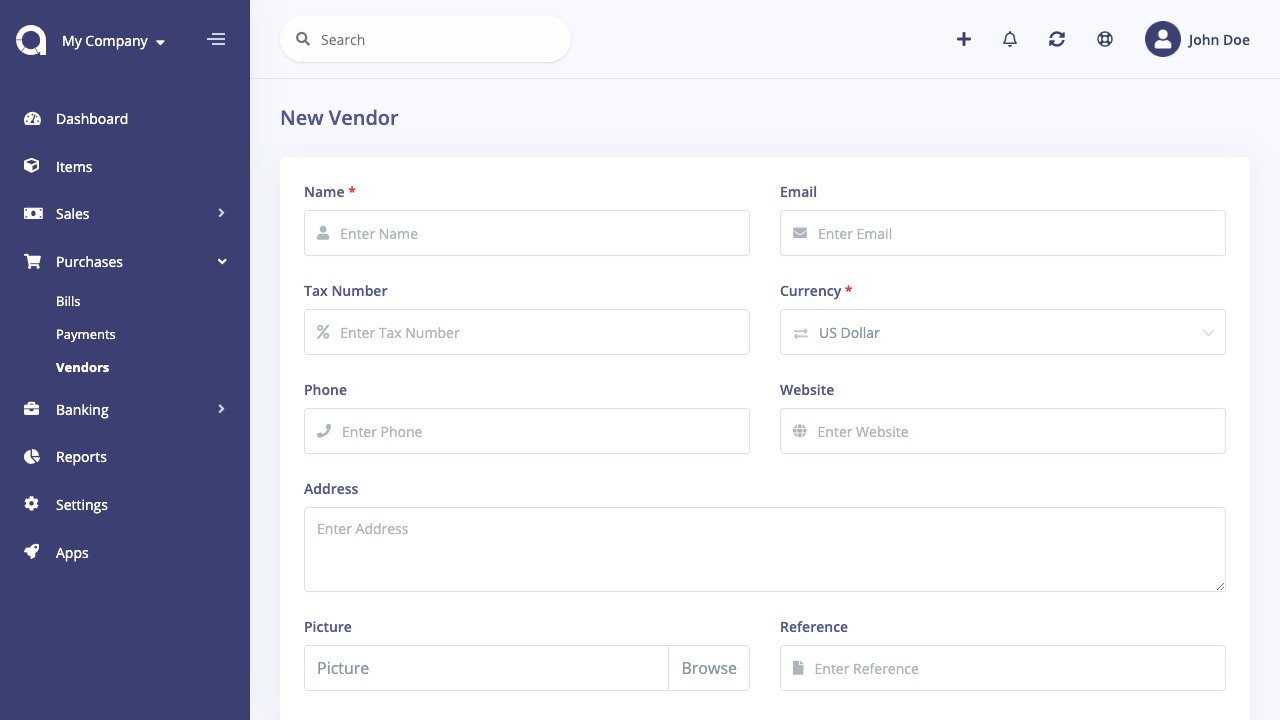 My Company
Search
John Doe
Dashboard
Items
Sales
Purchases
Bills
Payments
Vendors
Banking
Reports
Settings
Apps
New Vendor
Name *
Email
Enter Name
Enter Email
Tax Number
Currency *
Enter Tax Number
US Dollar
Phone
Website
Enter Phone
Enter Website
Address
Enter Address
Picture
Reference
Picture
Browse
Enter Reference